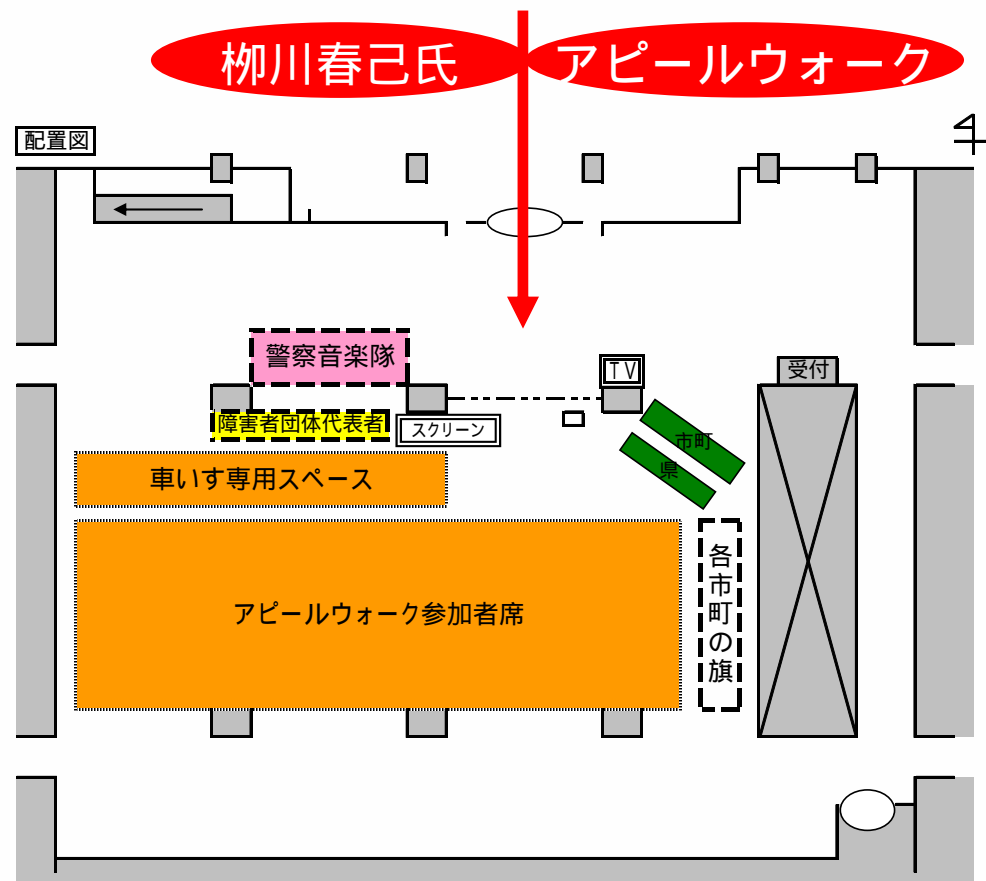 栁川春己氏
アピールウォーク
配置図
警察音楽隊
TV
受付
障害者団体代表者
スクリーン
市町
県
車いす専用スペース
アピールウォーク参加者席
各市町の旗